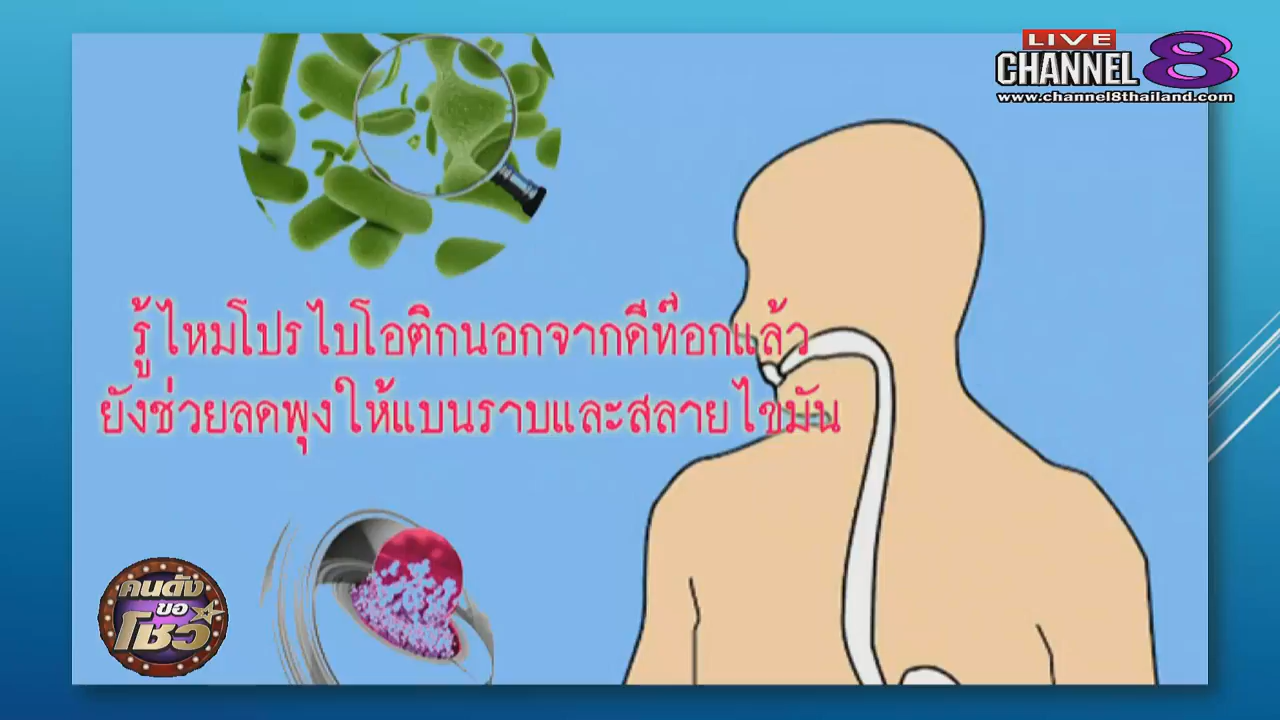 LIVE
CHANNEL 8
www.channel8thailand.com
รู้ไหมโปรไบโอติกนอกจากดีท๊อกแล้ว
ยังช่วยลดพุงให้แบนราบและสลายไขมัน
คนดัง
ขอ
โชว์